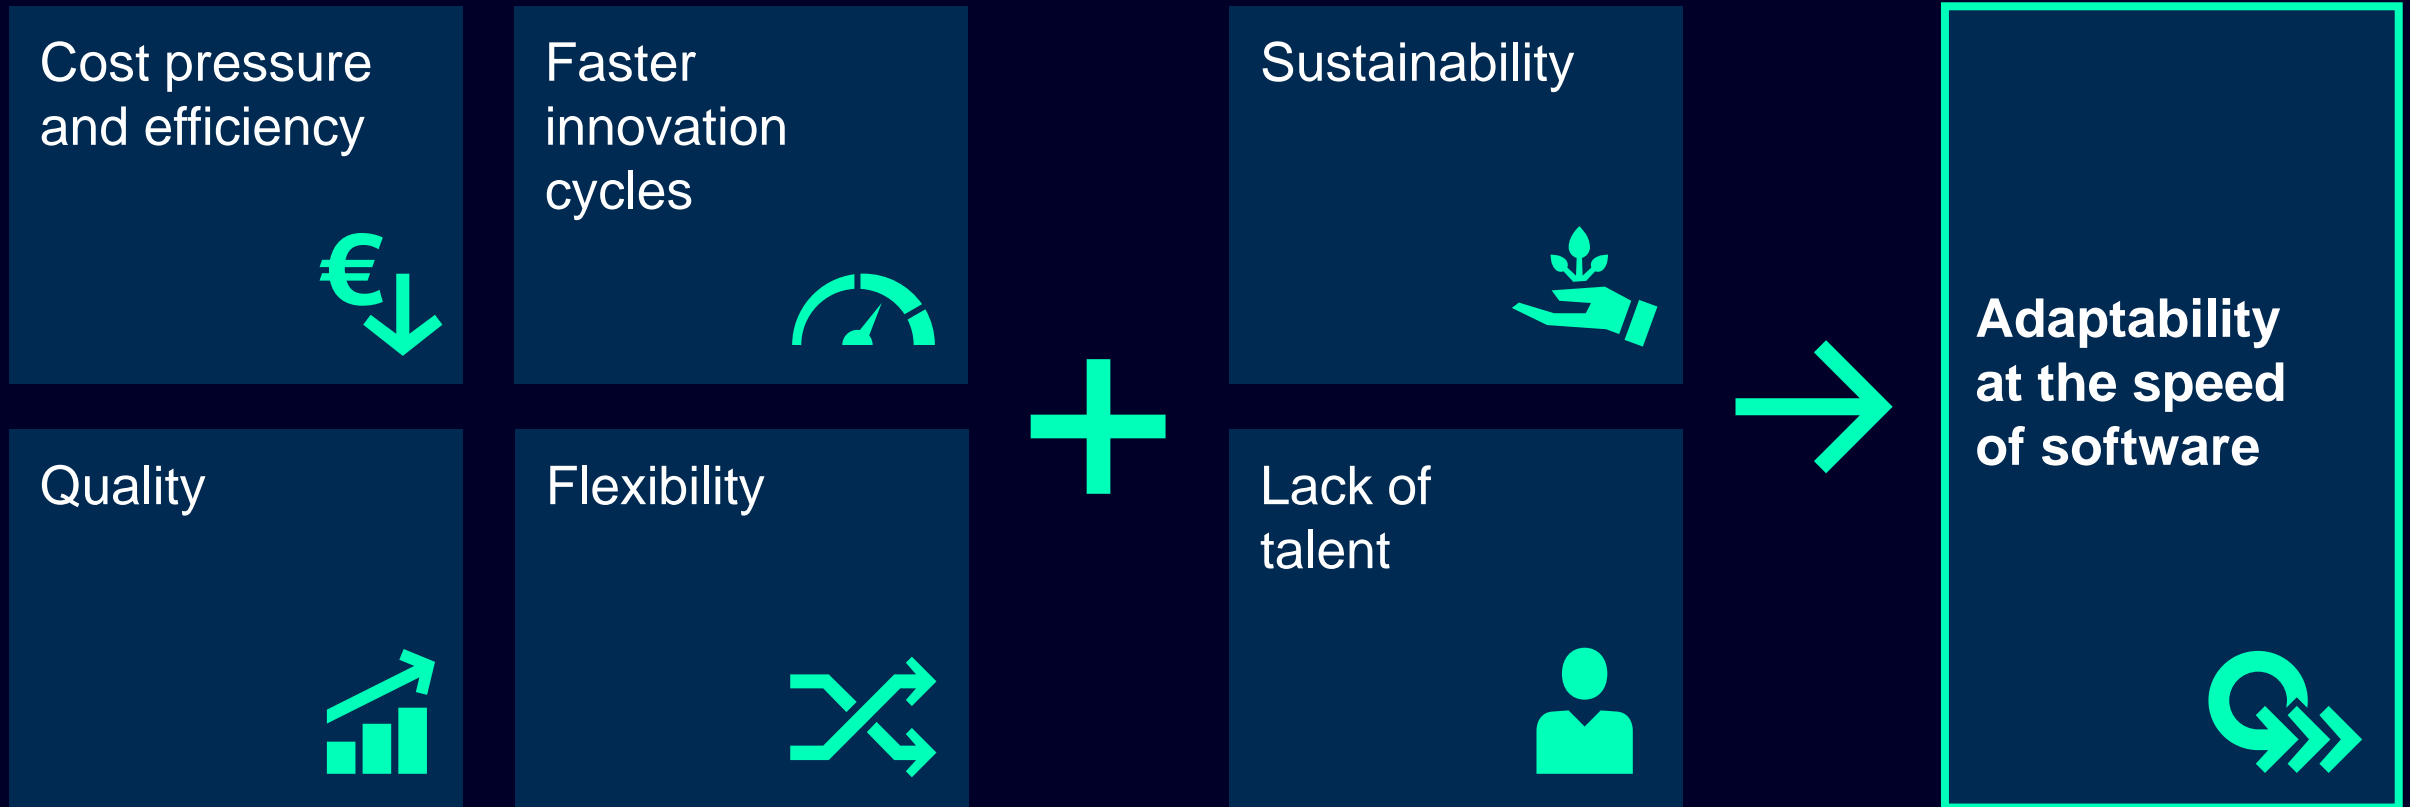 Cost pressure
and efficiency
€
Faster
innovation
cycles
Quality
Flexibility
Sustainability
Lack of
talent
Adaptability
at the speed
of software